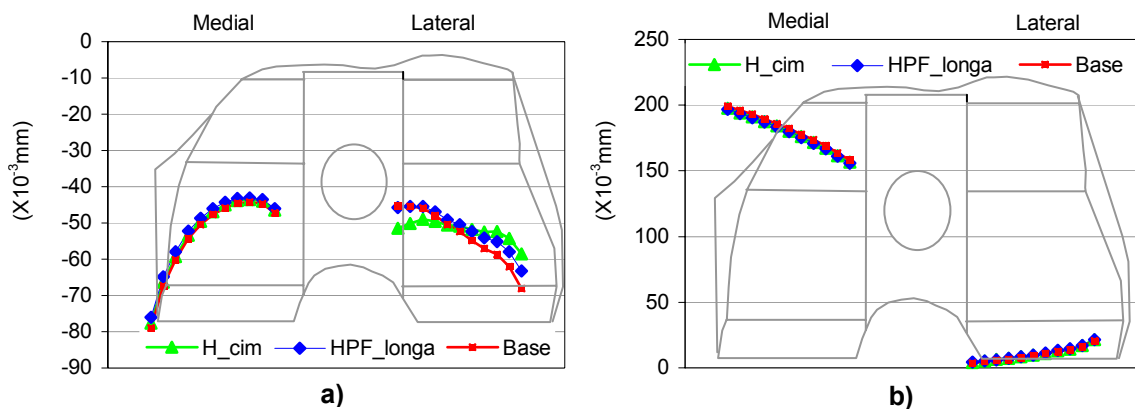 Medial Lateral
0
-10
-20
-30
-40
-50
-60
-70
-80
-90
(X10⁻³mm)
H_cim HPF_longa Base
a)
Medial Lateral
250
200
150
100
50
0
(X10⁻³mm)
H_cim HPF_longa Base
b)